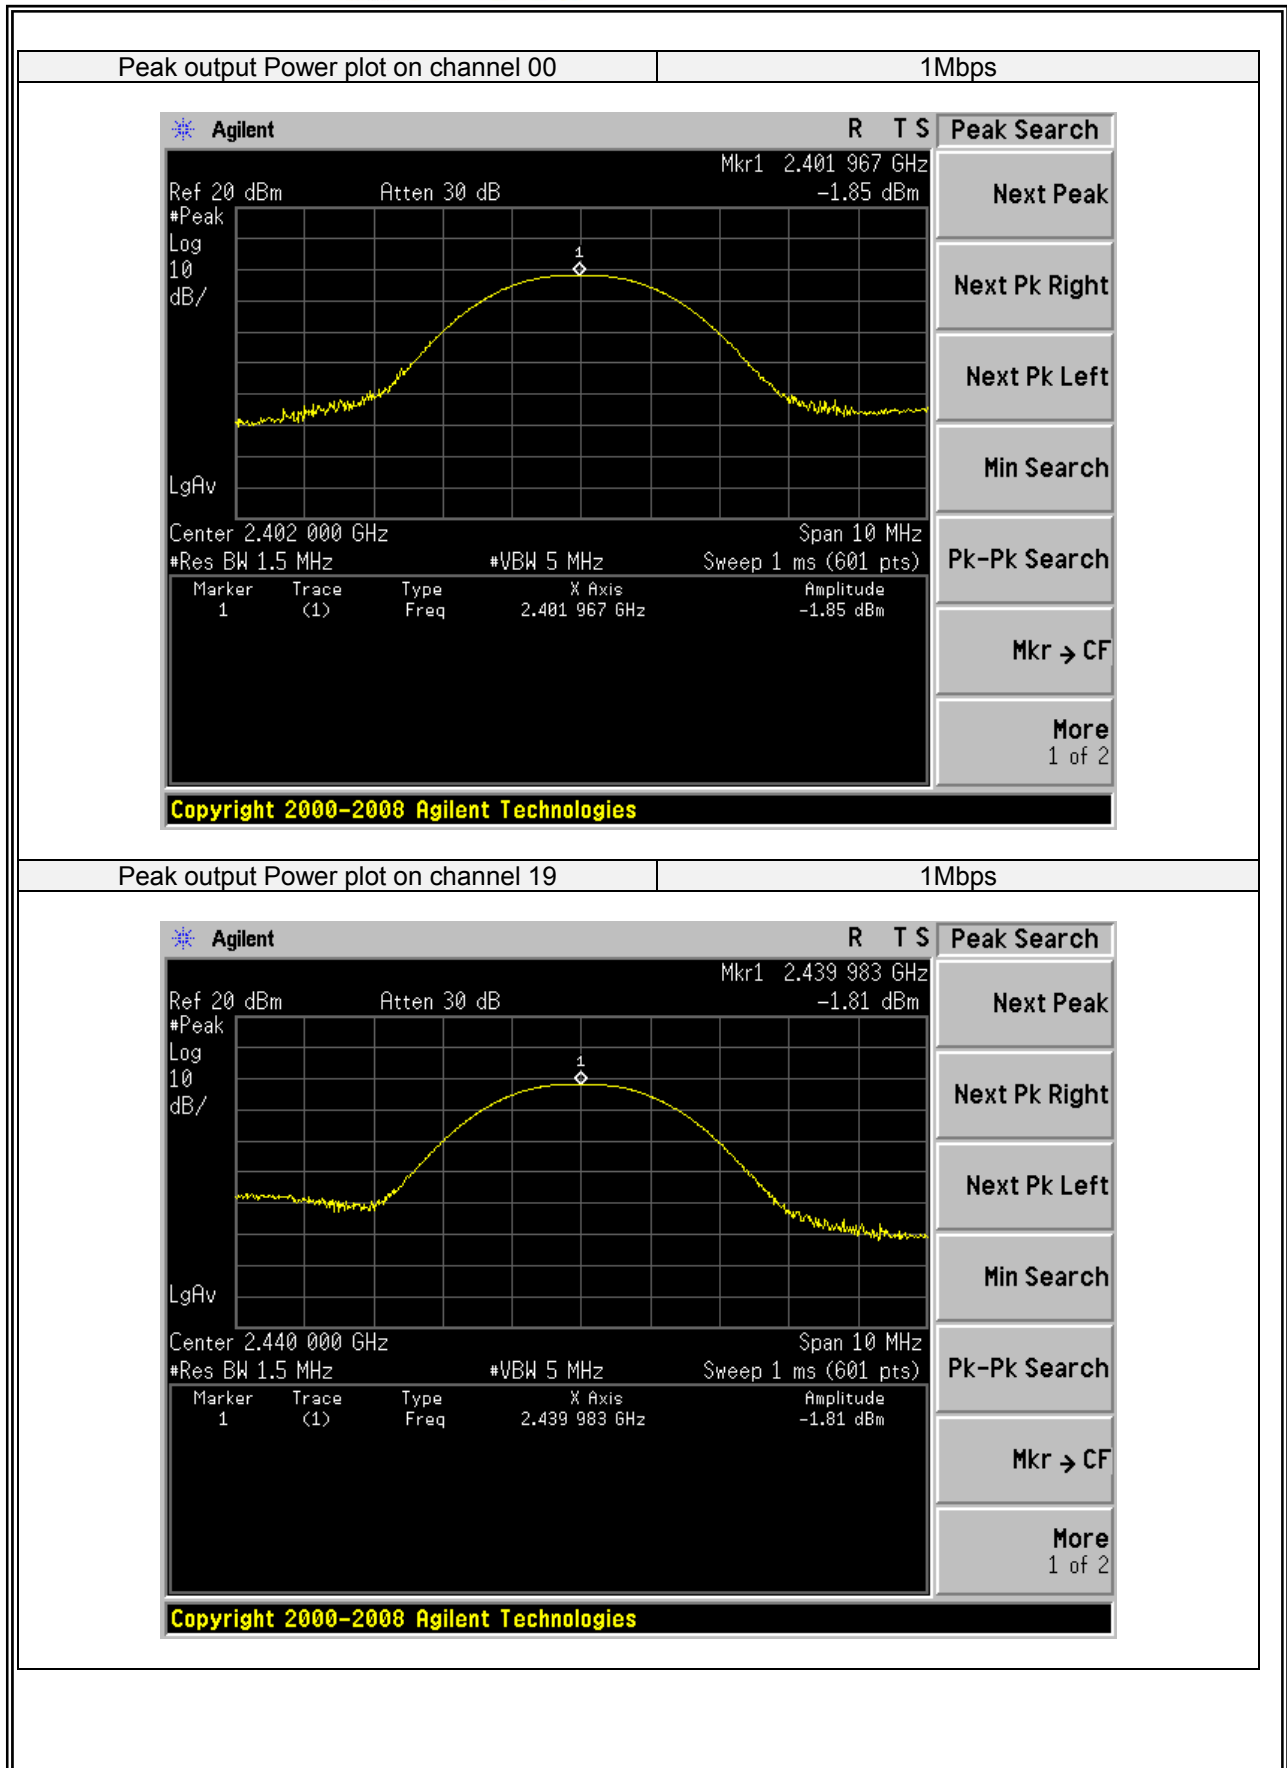 Peak output Power plot on channel 00 1Mbps
Agilent R T S Peak Search
Mkr1 2.401 967 GHz
Ref 20 dBm Atten 30 dB -1.85 dBm Next Peak
#Peak
Log
1
10
dB/
Next Pk Right
Next Pk Left
Min Search
LgAv
Center 2.402 000 GHz Span 10 MHz
#Res BW 1.5 MHz #VBW 5 MHz Sweep 1 ms (601 pts) Pk-Pk Search
Marker Trace Type X Axis Amplitude
1 (1) Freq 2.401 967 GHz -1.85 dBm
Mkr → CF
More
1 of 2
Copyright 2000-2008 Agilent Technologies
Peak output Power plot on channel 19 1Mbps
Agilent R T S Peak Search
Mkr1 2.439 983 GHz
Ref 20 dBm Atten 30 dB -1.81 dBm Next Peak
#Peak
Log
1
10
dB/
Next Pk Right
Next Pk Left
Min Search
LgAv
Center 2.440 000 GHz Span 10 MHz
#Res BW 1.5 MHz #VBW 5 MHz Sweep 1 ms (601 pts) Pk-Pk Search
Marker Trace Type X Axis Amplitude
1 (1) Freq 2.439 983 GHz -1.81 dBm
Mkr → CF
More
1 of 2
Copyright 2000-2008 Agilent Technologies